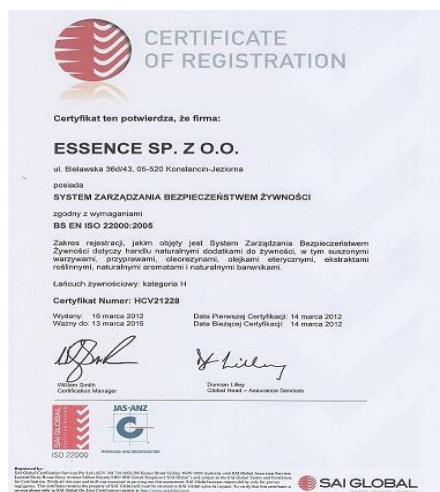 CERTIFICATE
OF REGISTRATION
Certyfikat ten potwierdza, że firma:
ESSENCE SP. Z O.O.
ul. Bielawska 36d/43, 05-520 Konstancin-Jeziorna
posiada
SYSTEM ZARZĄDZANIA BEZPIECZEŃSTWEM ŻYWNOŚCI
zgodny z wymaganiami
BS EN ISO 22000:2005
Zakres rejestracji, jakim objęty jest System Zarządzania Bezpieczeństwem
Żywności dotyczy handlu naturalnymi dodatkami do żywności, w tym suszonymi
warzywami, przyprawami, oleorezynami, olejkami eterycznymi, ekstraktami
roślinnymi, naturalnymi aromatami i naturalnymi barwnikami.
Łańcuch żywnościowy: kategoria H
Certyfikat Numer: HCV21228
Wydany: 16 marca 2012 Data Pierwszej Certyfikacji: 14 marca 2012
Ważny do: 13 marca 2015 Data Bieżącej Certyfikacji: 14 marca 2012
William Smith
Certification Manager
Duncan Lilley
Global Head – Assurance Services
SAI GLOBAL
ISO 22000
JAS-ANZ
Registered by:
SAI GLOBAL